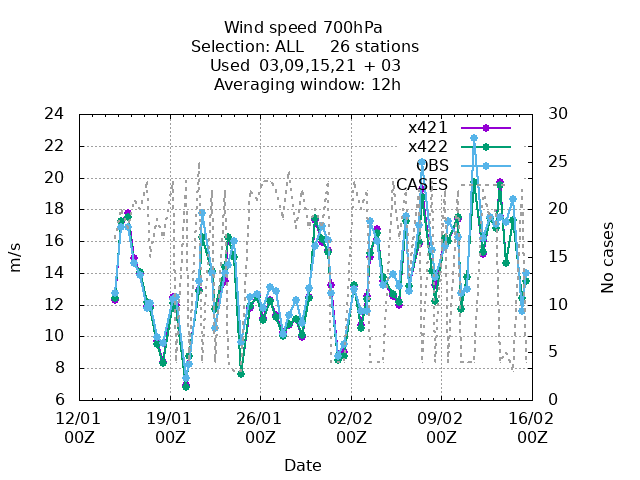 Wind speed 700hPa
Selection: ALL     26 stations
Used 03,09,15,21 + 03
Averaging window: 12h
24
22
20
18
16
14
12
10
8
6
m/s
30
25
20
15
10
5
0
No cases
x421
x422
OBS
CASES
12/01 19/01 26/01 02/02 09/02 16/02
00Z 00Z 00Z 00Z 00Z 00Z
Date